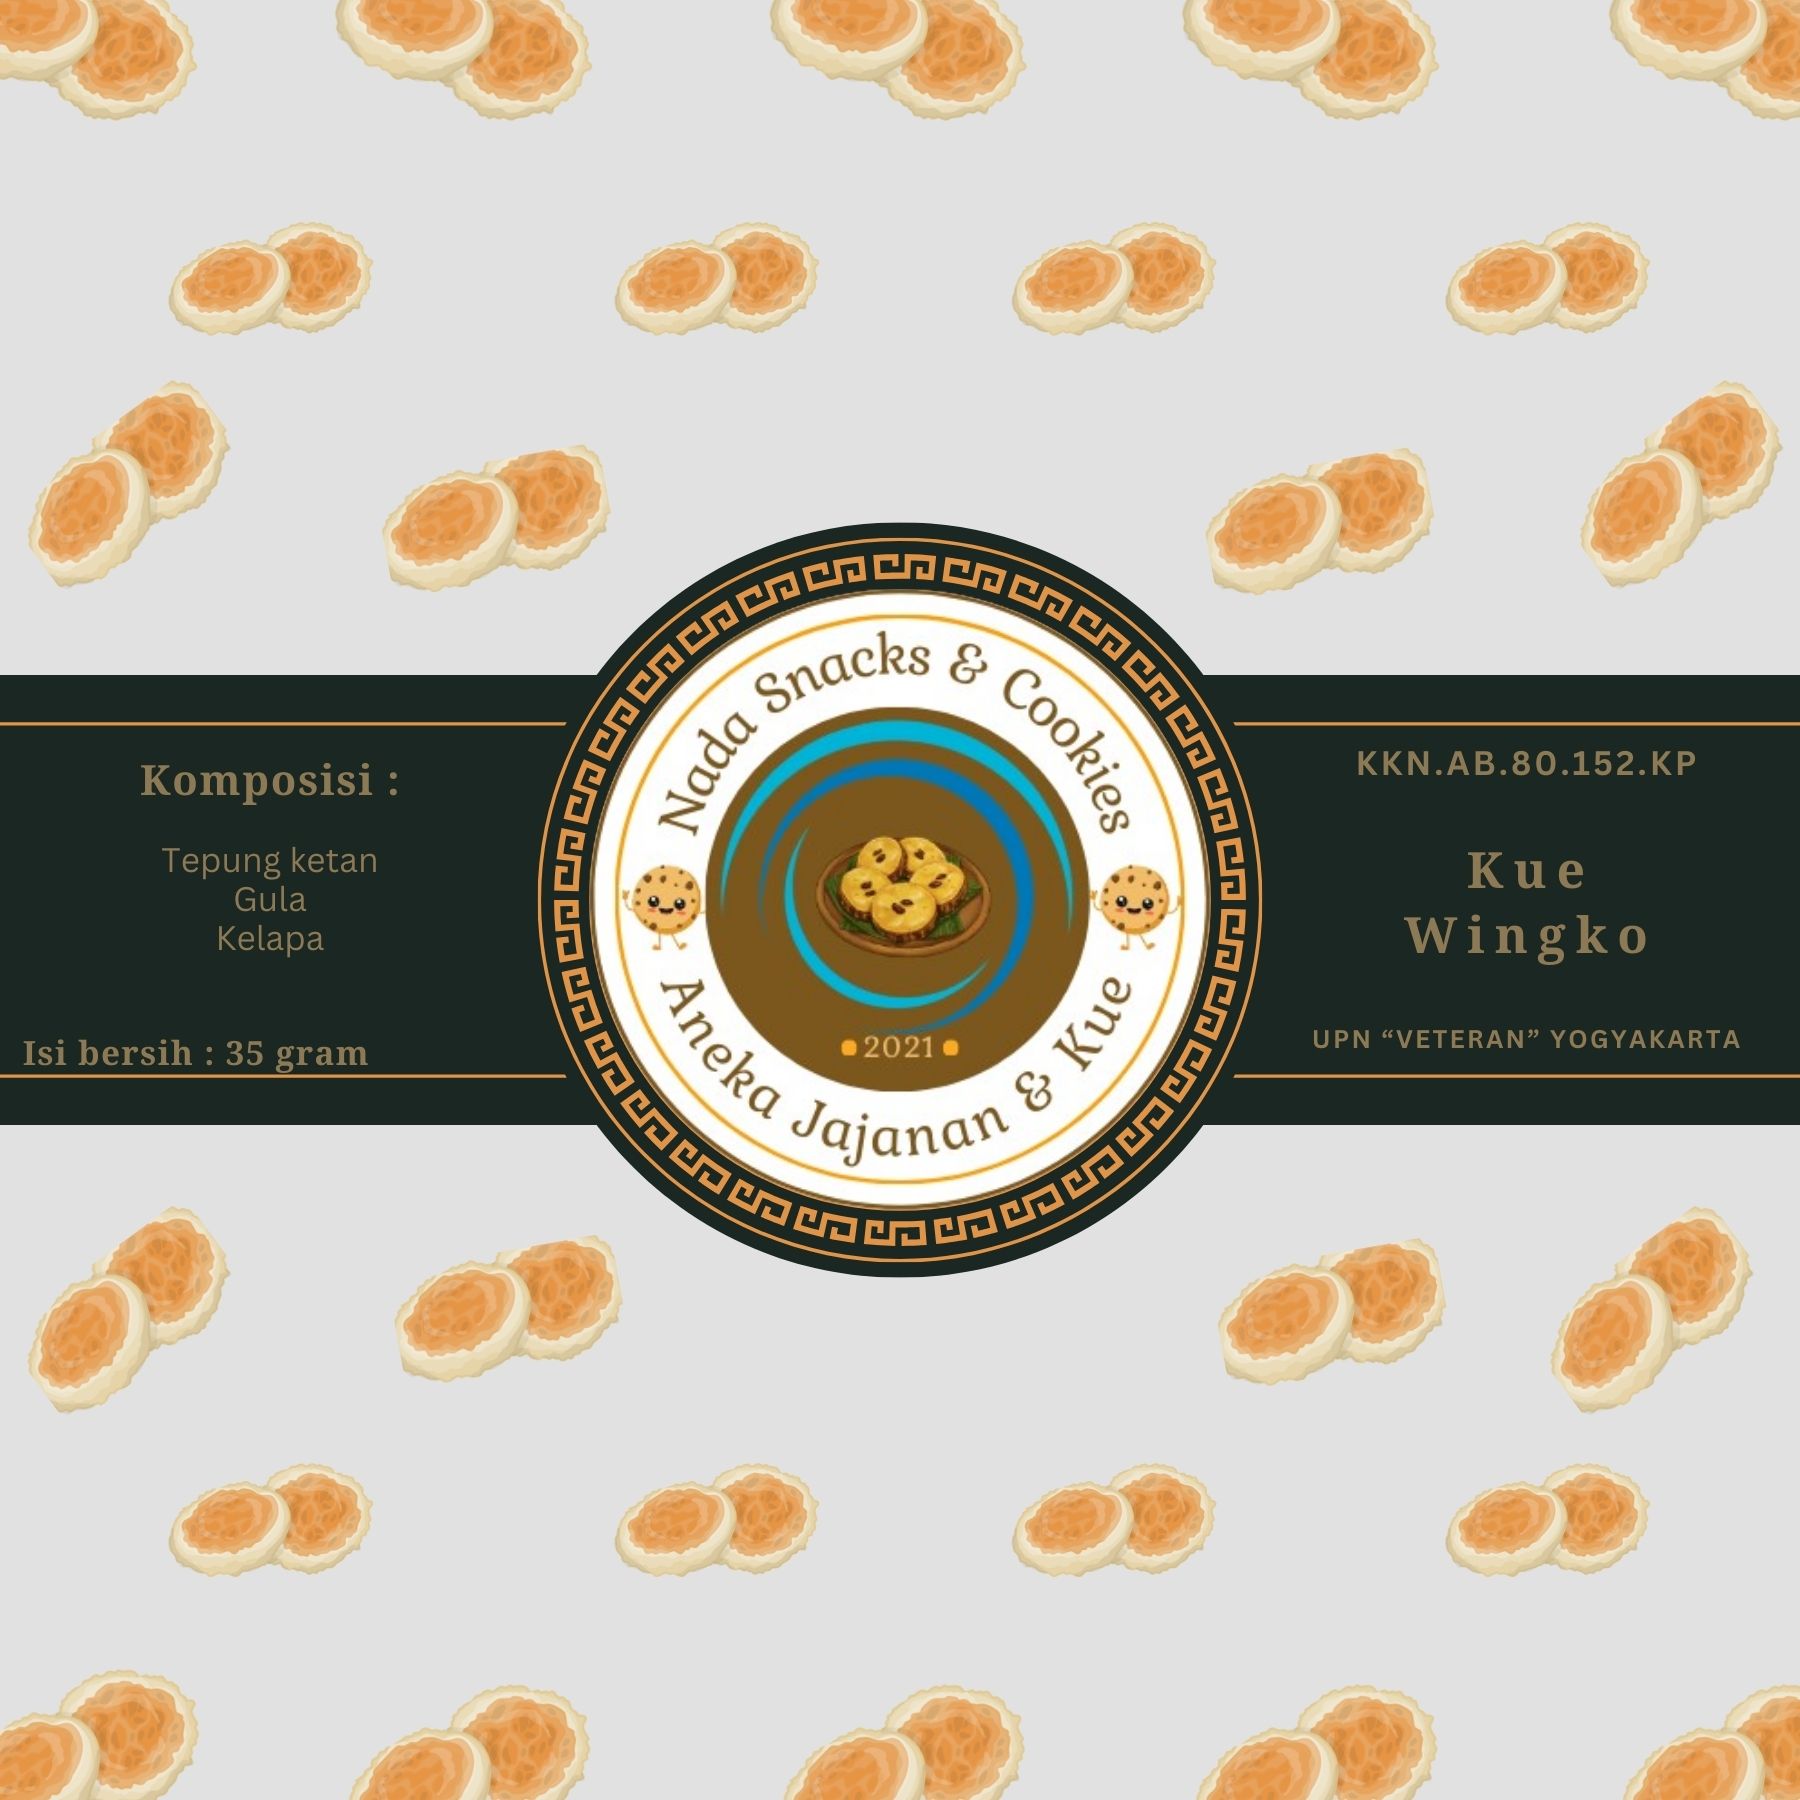 Komposisi :
Tepung ketan
Gula
Kelapa
Isi bersih : 35 gram
Nada Snacks & Cookies
2021
Aneka Jajanan & Kue
KKN.AB.80.152.KP
Kue
Wingko
UPN “VETERAN” YOGYAKARTA